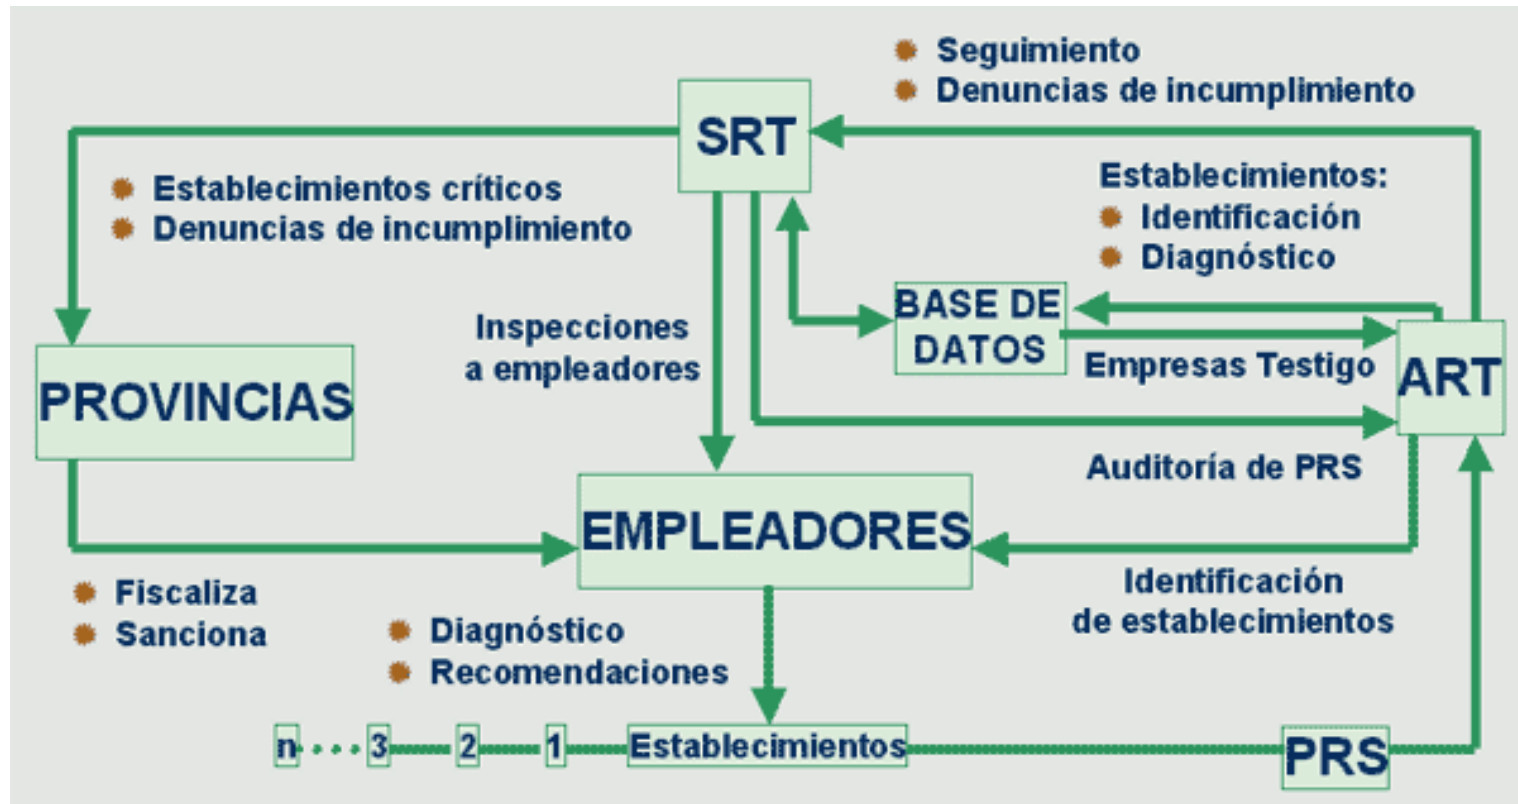 Seguimiento
Denuncias de incumplimiento
SRT
Establecimientos críticos
Denuncias de incumplimiento
Establecimientos:
Identificación
Diagnóstico
Inspecciones
a empleadores
BASE DE
DATOS
Empresas Testigo
ART
PROVINCIAS
Auditoría de PRS
EMPLEADORES
Identificación
de establecimientos
Fiscaliza
Sanciona
Diagnóstico
Recomendaciones
n 3 2 1 Establecimientos PRS